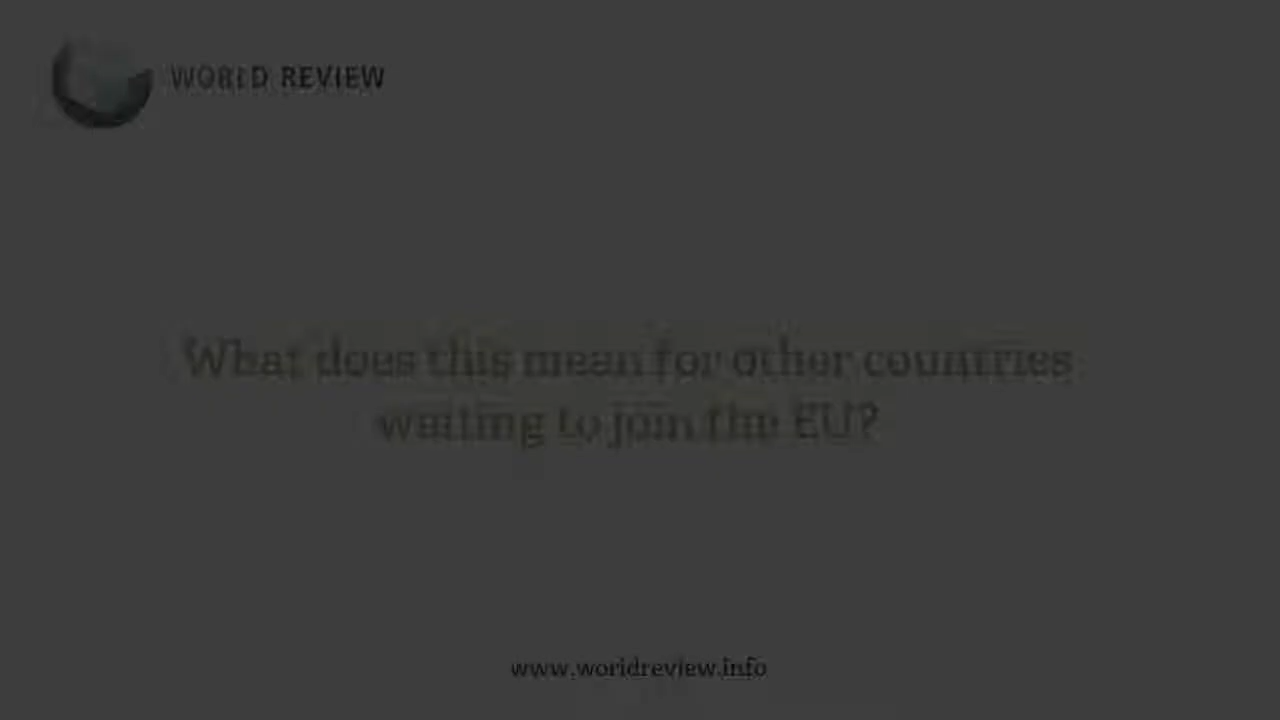 WORLD REVIEW
What does this mean for other countries
waiting to join the EU?
www.worldreview.info